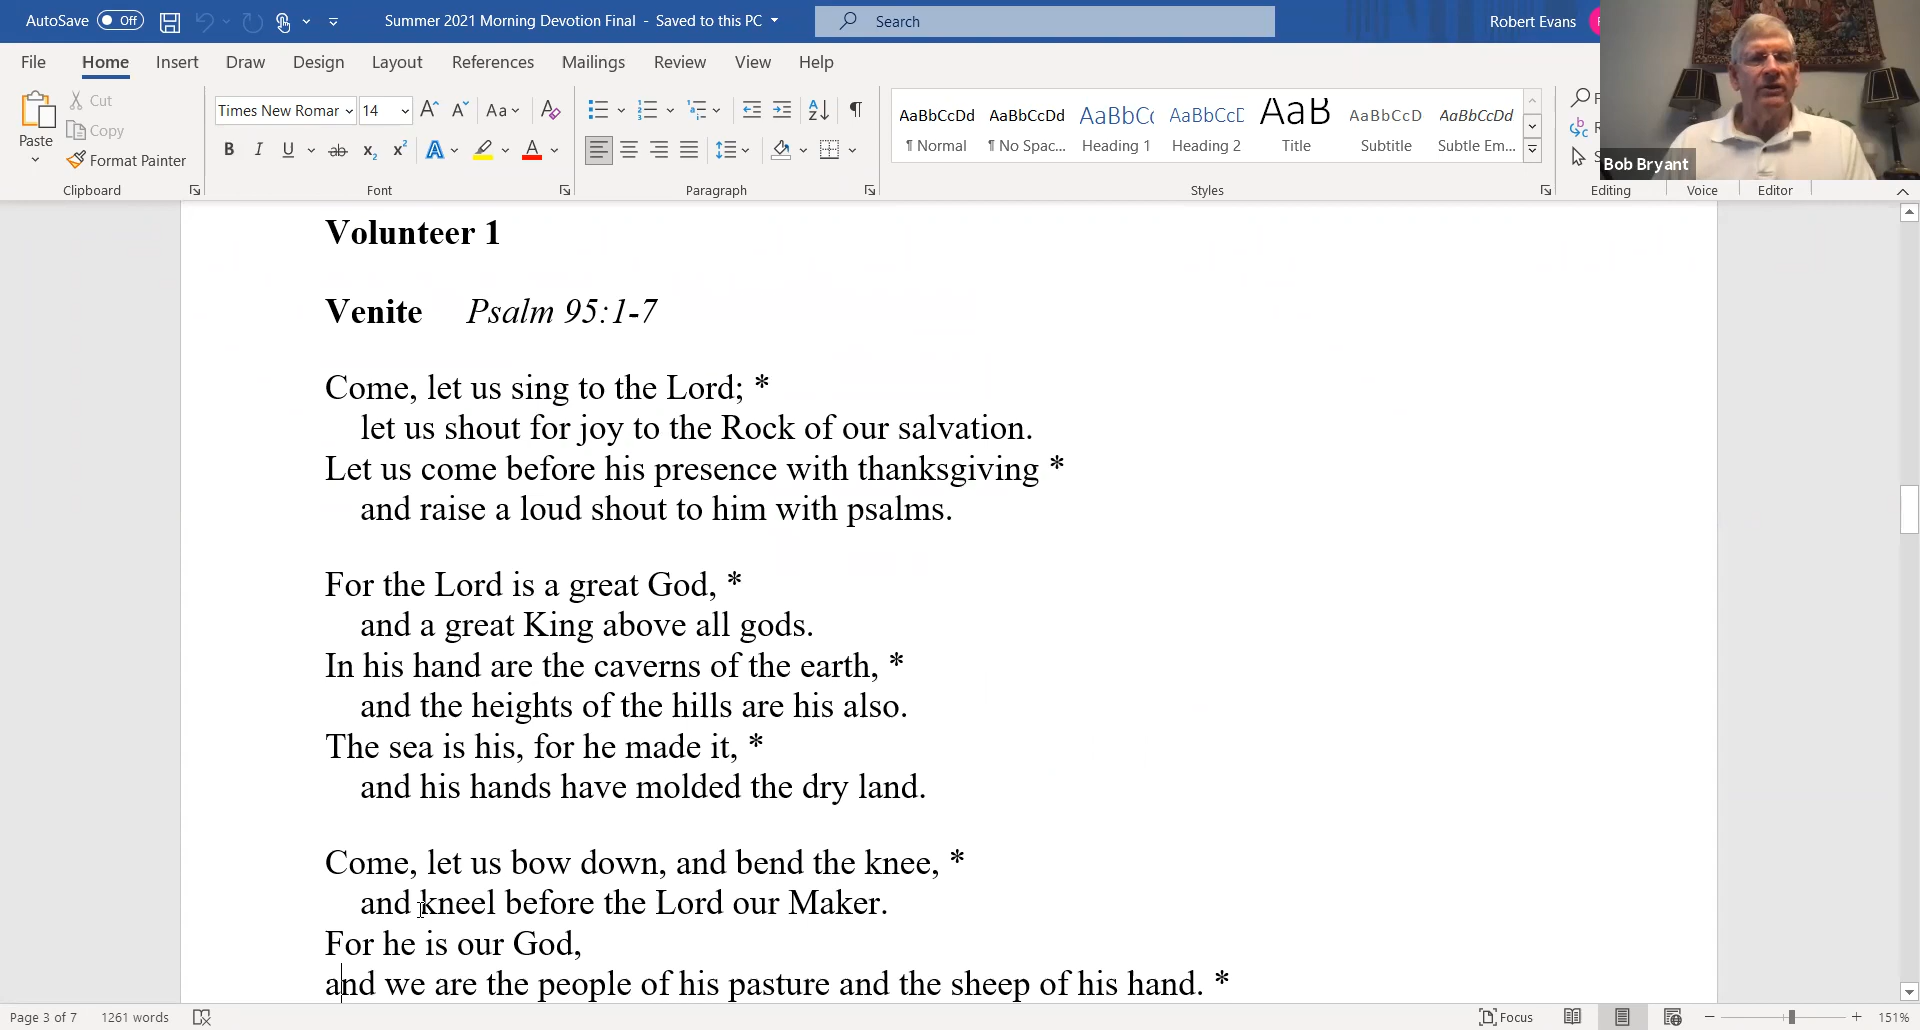 AutoSave Off Summer 2021 Morning Devotion Final - Saved to this PC Search Robert Evans
File Home Insert Draw Design Layout References Mailings Review View Help
Paste Cut Copy Format Painter
Clipboard
Times New Romar 14 Aa
Font
Paragraph
AaBbCcDd AaBbCcDd AaBbCc AaBbCcD AaB AaBbCcD AaBbCcDd
¶ Normal ¶ No Spac... Heading 1 Heading 2 Title Subtitle Subtle Em...
Styles
Editing Voice Editor
Bob Bryant
Volunteer 1
Venite Psalm 95:1-7
Come, let us sing to the Lord; *
let us shout for joy to the Rock of our salvation.
Let us come before his presence with thanksgiving *
and raise a loud shout to him with psalms.
For the Lord is a great God, *
and a great King above all gods.
In his hand are the caverns of the earth, *
and the heights of the hills are his also.
The sea is his, for he made it, *
and his hands have molded the dry land.
Come, let us bow down, and bend the knee, *
and kneel before the Lord our Maker.
For he is our God,
and we are the people of his pasture and the sheep of his hand. *
Page 3 of 7 1261 words Focus 151%